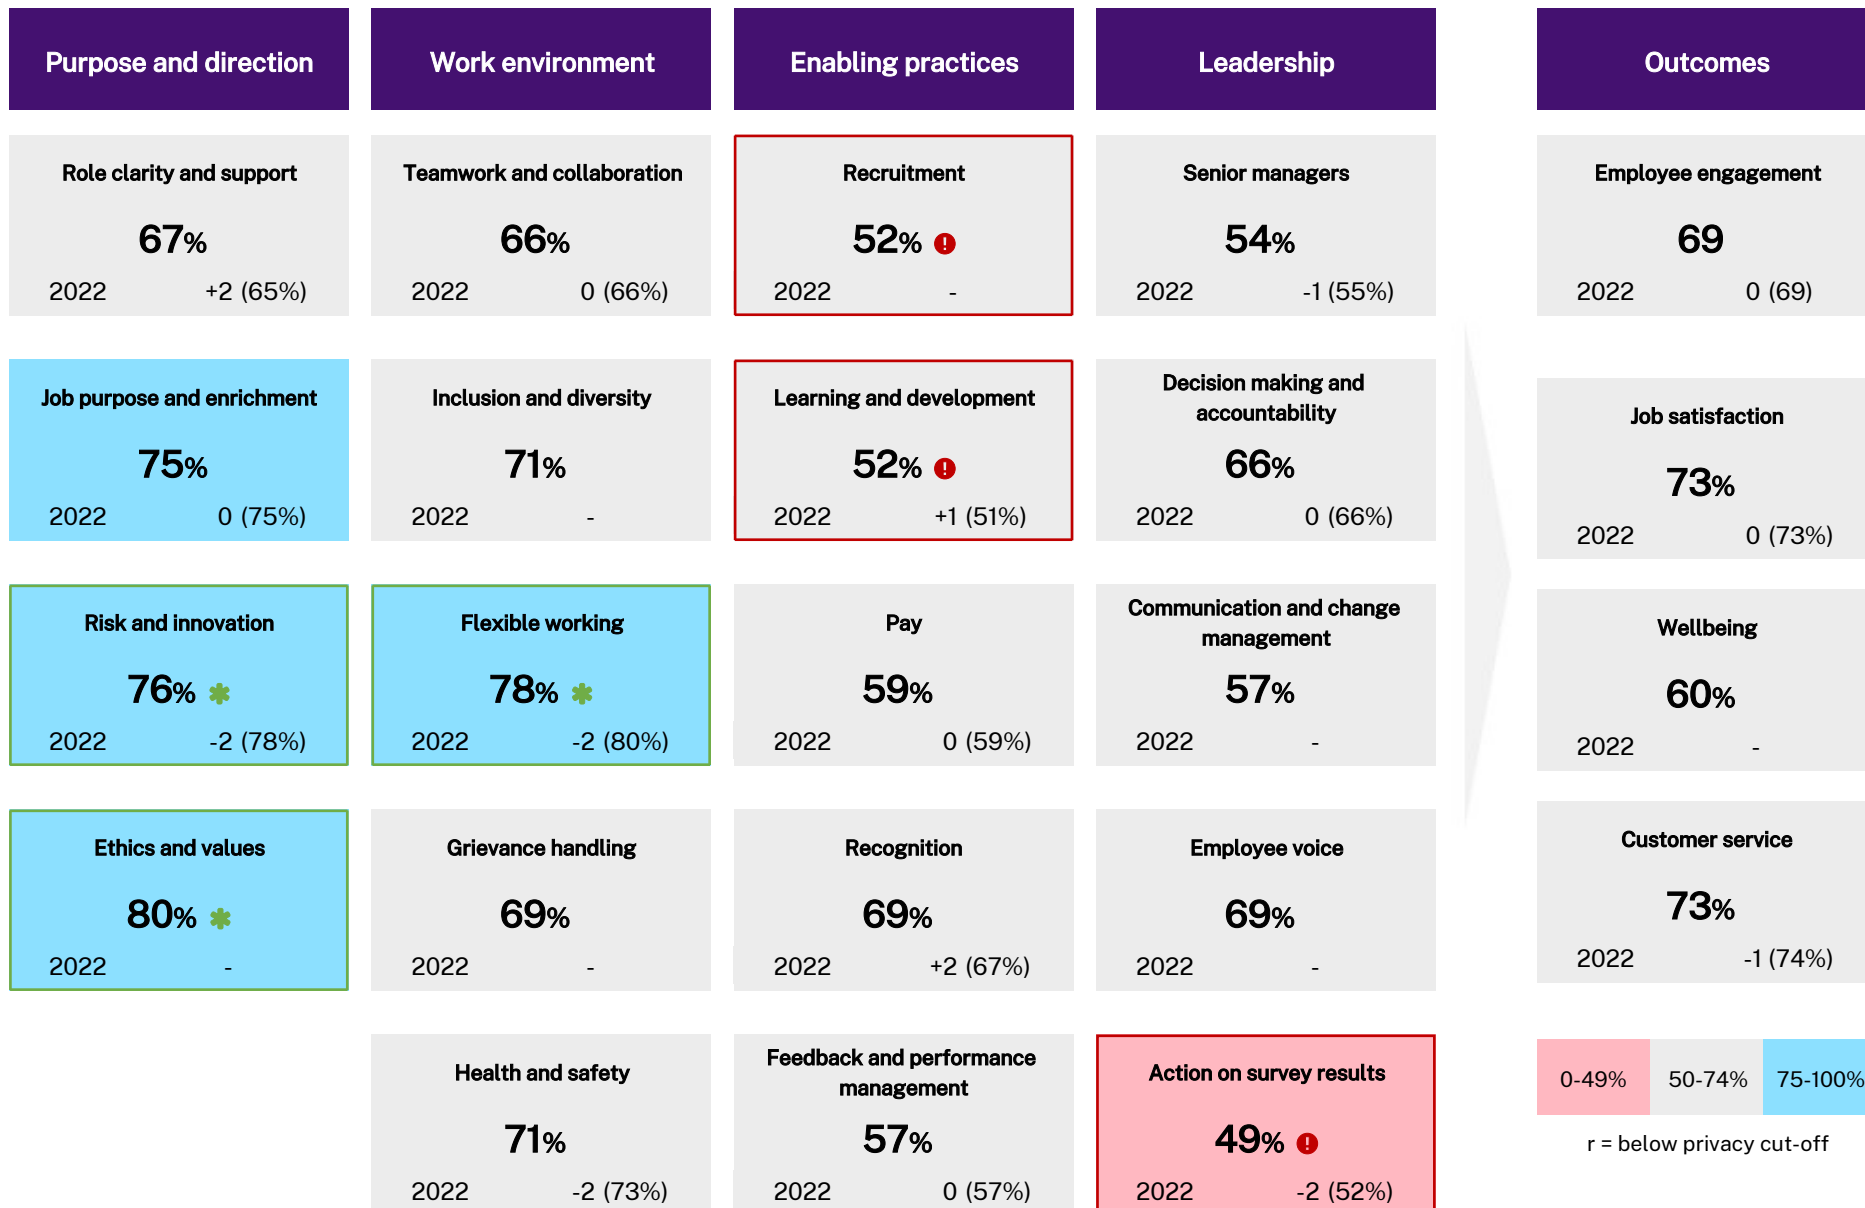 Purpose and direction
Role clarity and support
67%
2022 +2 (65%)
Job purpose and enrichment
75%
2022 0 (75%)
Risk and innovation
76%
2022 -2 (78%)
Ethics and values
80%
2022 -
Work environment
Teamwork and collaboration
66%
2022 0 (66%)
Inclusion and diversity
71%
2022 -
Flexible working
78%
2022 -2 (80%)
Grievance handling
69%
2022 -
Health and safety
71%
2022 -2 (73%)
Enabling practices
Recruitment
52%
2022 -
Learning and development
52%
2022 +1 (51%)
Pay
59%
2022 0 (59%)
Recognition
69%
2022 +2 (67%)
Feedback and performance
management
57%
2022 0 (57%)
Leadership
Senior managers
54%
2022 -1 (55%)
Decision making and
accountability
66%
2022 0 (66%)
Communication and change
management
57%
2022 -
Employee voice
69%
2022 -
Action on survey results
49%
2022 -2 (52%)
Outcomes
Employee engagement
69
2022 0 (69)
Job satisfaction
73%
2022 0 (73%)
Wellbeing
60%
2022 -
Customer service
73%
2022 -1 (74%)
0-49% 50-74% 75-100%
r = below privacy cut-off